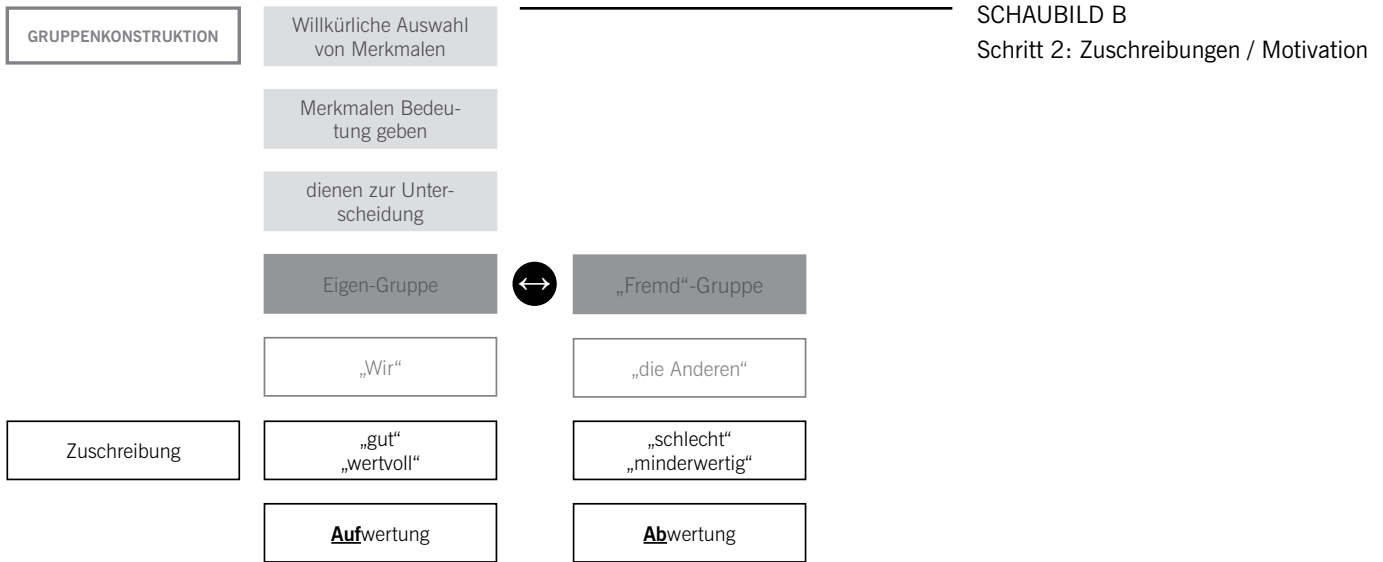 SCHAUBILD B
Schritt 2: Zuschreibungen / Motivation
GRUPPENKONSTRUKTION
Willkürliche Auswahl
von Merkmalen
Merkmalen Bedeu-
tung geben
dienen zur Unter-
scheidung
Eigen-Gruppe ↔ „Fremd“-Gruppe
„Wir“ „die Anderen“
Zuschreibung
„gut“
„wertvoll“
„schlecht“
„minderwertig“
Aufwertung Abwertung